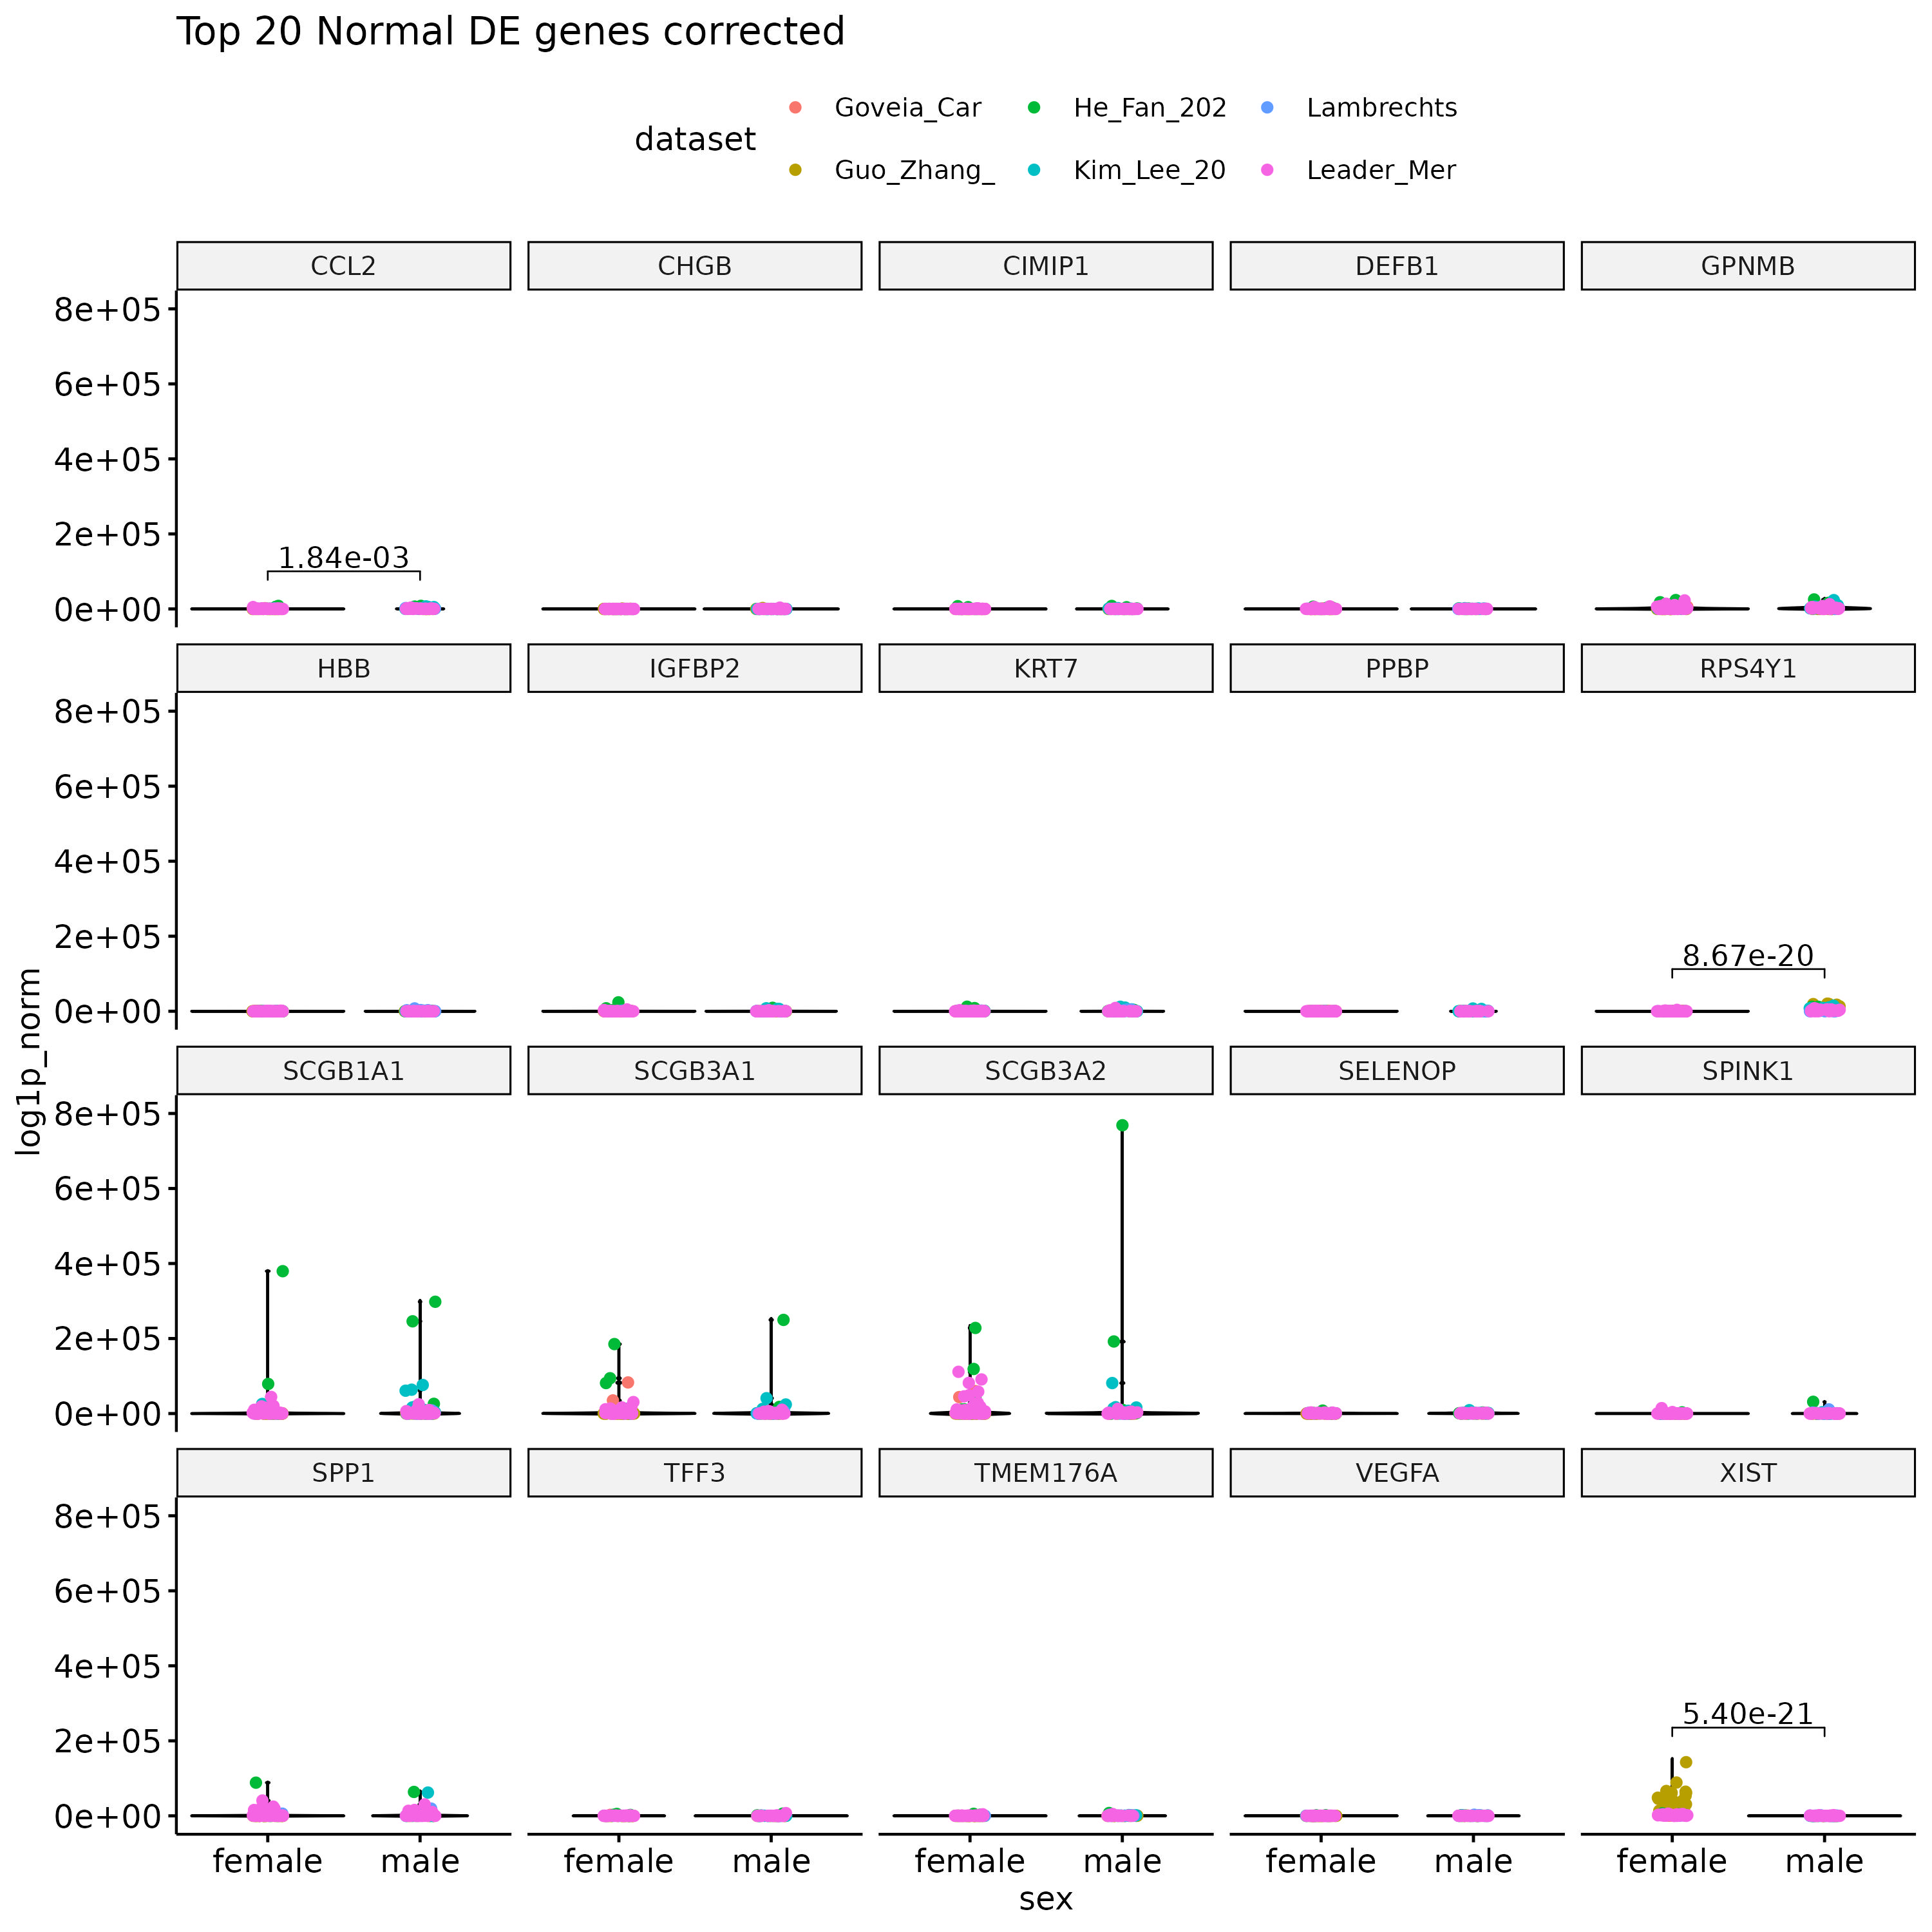 Top 20 Normal DE genes corrected
dataset
Goveia_Car He_Fan_202 Lambrechts
Guo_Zhang_ Kim_Lee_20 Leader_Mer
CCL2 CHGB CIMIP1 DEFB1 GPNMB
8e+05
6e+05
4e+05
2e+05
0e+00
1.84e-03
HBB IGFBP2 KRT7 PPBP RPS4Y1
8e+05
6e+05
4e+05
2e+05
0e+00
8.67e-20
log1p_norm
SCGB1A1 SCGB3A1 SCGB3A2 SELENOP SPINK1
8e+05
6e+05
4e+05
2e+05
0e+00
SPP1 TFF3 TMEM176A VEGFA XIST
8e+05
6e+05
4e+05
2e+05
0e+00
5.40e-21
female male female male female male female male female male
sex